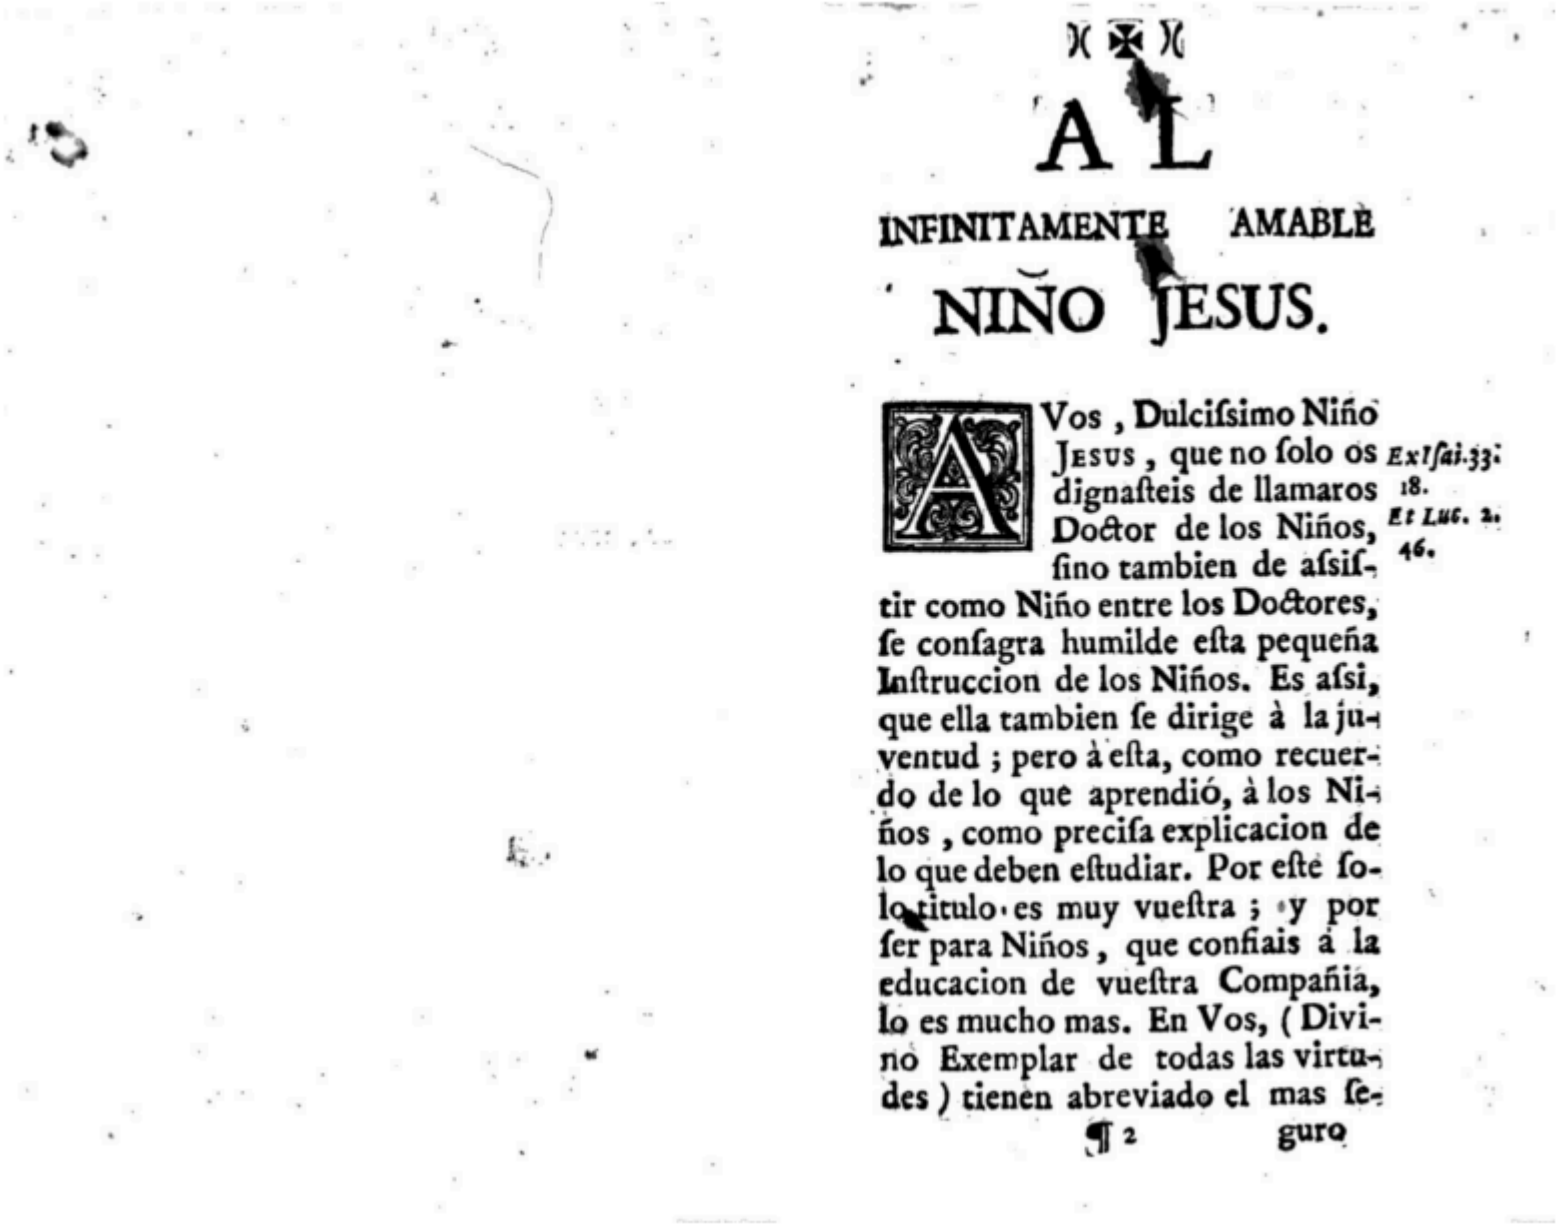 )( ✠ )(
A L
INFINITAMENTE AMABLE
NIÑO JESUS.
A Vos , Dulciſsimo Niño
JESUS , que no ſolo os
dignaſteis de llamaros
Doctor de los Niños,
ſino tambien de aſsiſ-
tir como Niño entre los Doctores,
ſe conſagra humilde eſta pequeña
Inſtruccion de los Niños. Es aſsi,
que ella tambien ſe dirige à la ju-
ventud ; pero à eſta, como recuer-
do de lo que aprendió, à los Ni-
ños , como preciſa explicacion de
lo que deben eſtudiar. Por eſte ſo-
lo titulo es muy vueſtra ; y por
ſer para Niños , que confiais à la
educacion de vueſtra Compañia,
lo es mucho mas. En Vos, ( Divi-
no Exemplar de todas las virtu-
des ) tienen abreviado el mas ſe-
¶ 2 guro
Ex Iſai. 33.
18.
Et Luc. 2.
46.